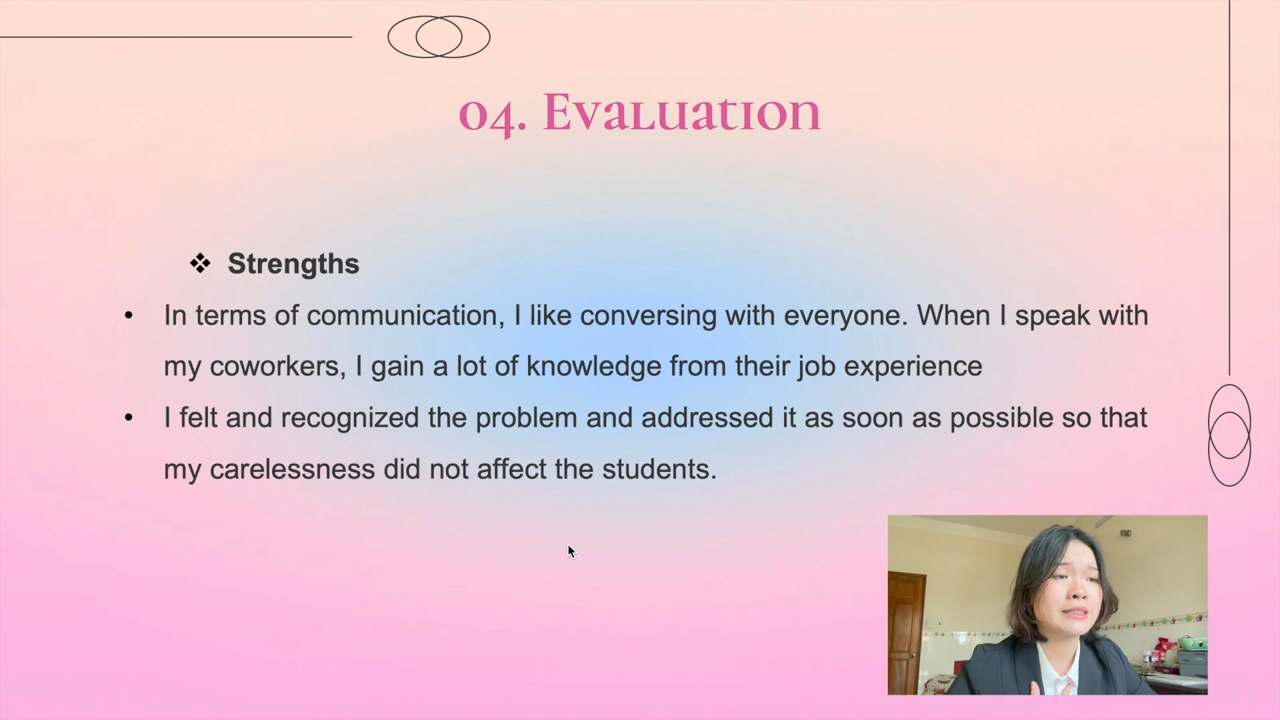 04. Evaluation
❖ Strengths
• In terms of communication, I like conversing with everyone. When I speak with
my coworkers, I gain a lot of knowledge from their job experience
• I felt and recognized the problem and addressed it as soon as possible so that
my carelessness did not affect the students.